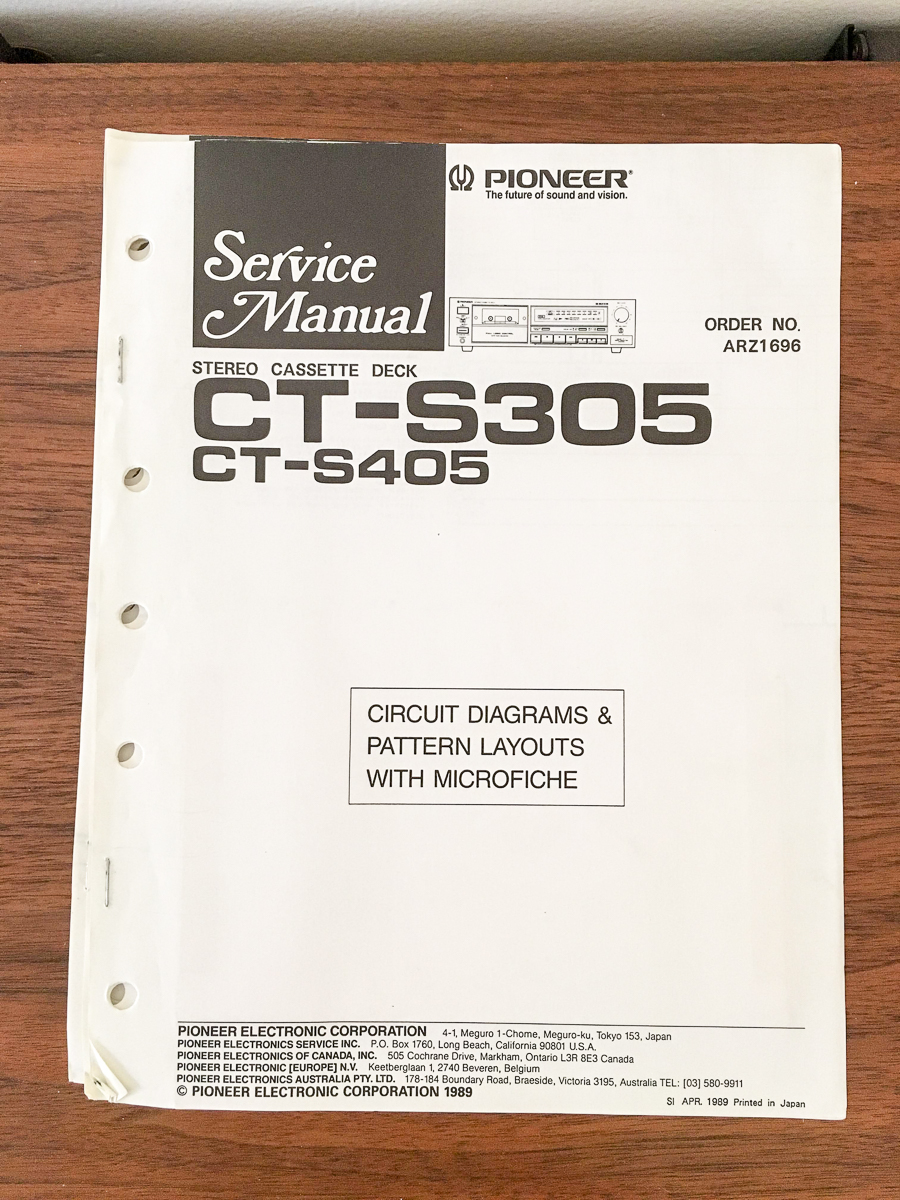 PIONEER®
The future of sound and vision.
Service
Manual
ORDER NO.
ARZ1696
STEREO CASSETTE DECK
CT-S305
CT-S405
CIRCUIT DIAGRAMS &
PATTERN LAYOUTS
WITH MICROFICHE
PIONEER ELECTRONIC CORPORATION 4-1, Meguro 1-Chome, Meguro-ku, Tokyo 153, Japan
PIONEER ELECTRONICS SERVICE INC. P.O. Box 1760, Long Beach, California 90801 U.S.A.
PIONEER ELECTRONICS OF CANADA, INC. 505 Cochrane Drive, Markham, Ontario L3R 8E3 Canada
PIONEER ELECTRONIC [EUROPE] N.V. Keetberglaan 1, 2740 Beveren, Belgium
PIONEER ELECTRONICS AUSTRALIA PTY. LTD. 178-184 Boundary Road, Braeside, Victoria 3195, Australia TEL: [03] 580-9911
© PIONEER ELECTRONIC CORPORATION 1989
SI APR. 1989 Printed in Japan